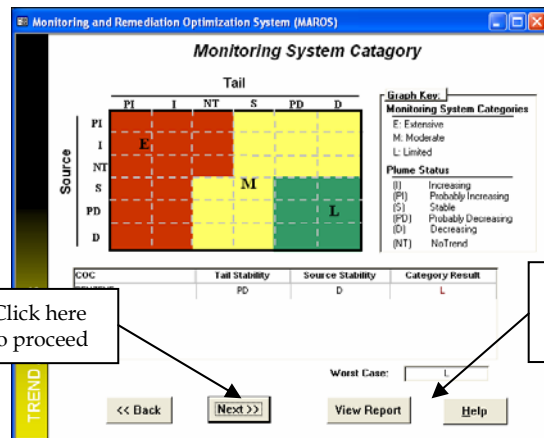 Monitoring and Remediation Optimization System (MAROS)
Monitoring System Catagory
Tail
PI I NT S PD D
Source
PI
I
NT
S
PD
D
E
M
L
Graph Key:
Monitoring System Categories
E: Extensive
M: Moderate
L: Limited
Plume Status
(I) Increasing
(PI) Probably Increasing
(S) Stable
(PD) Probably Decreasing
(D) Decreasing
(NT) NoTrend
COC Tail Stability Source Stability Category Result
PD D L
Click here
o proceed
Worst Case: L
TREND
<< Back Next >> View Report Help